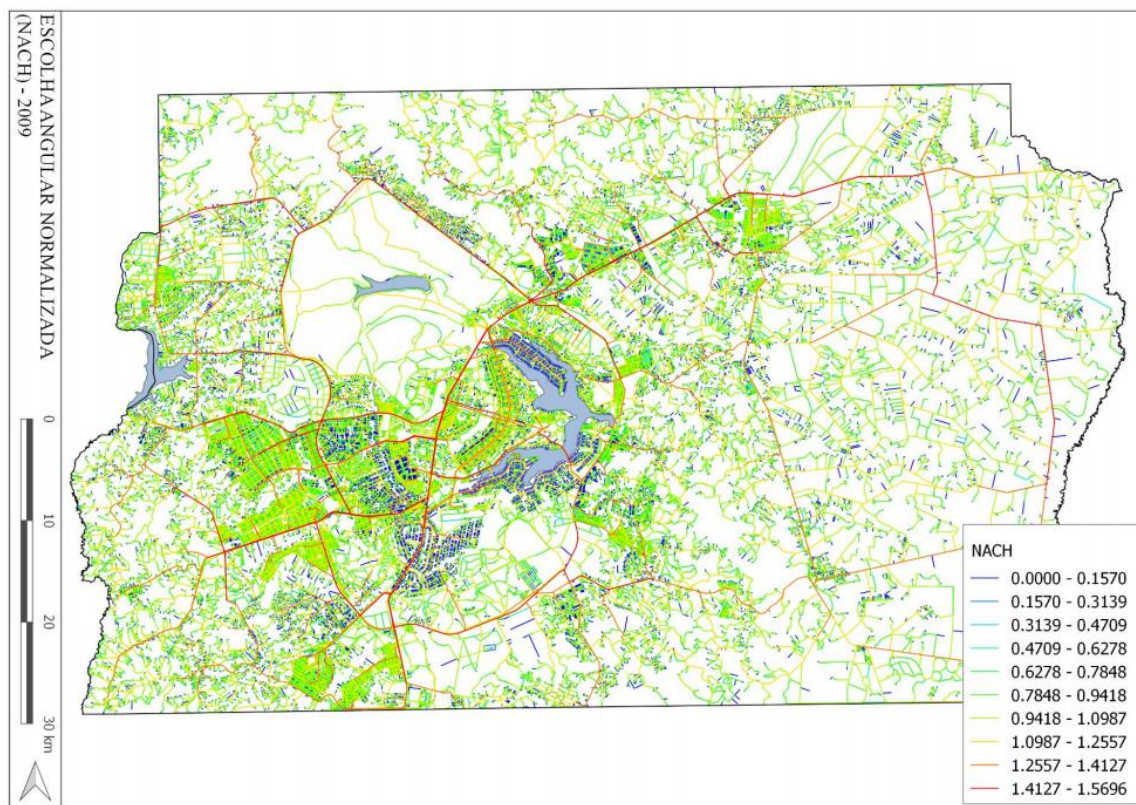 ESCOLHA ANGULAR NORMALIZADA
(NACH) - 2009
0
10
20
30 km
NACH
0.0000 - 0.1570
0.1570 - 0.3139
0.3139 - 0.4709
0.4709 - 0.6278
0.6278 - 0.7848
0.7848 - 0.9418
0.9418 - 1.0987
1.0987 - 1.2557
1.2557 - 1.4127
1.4127 - 1.5696